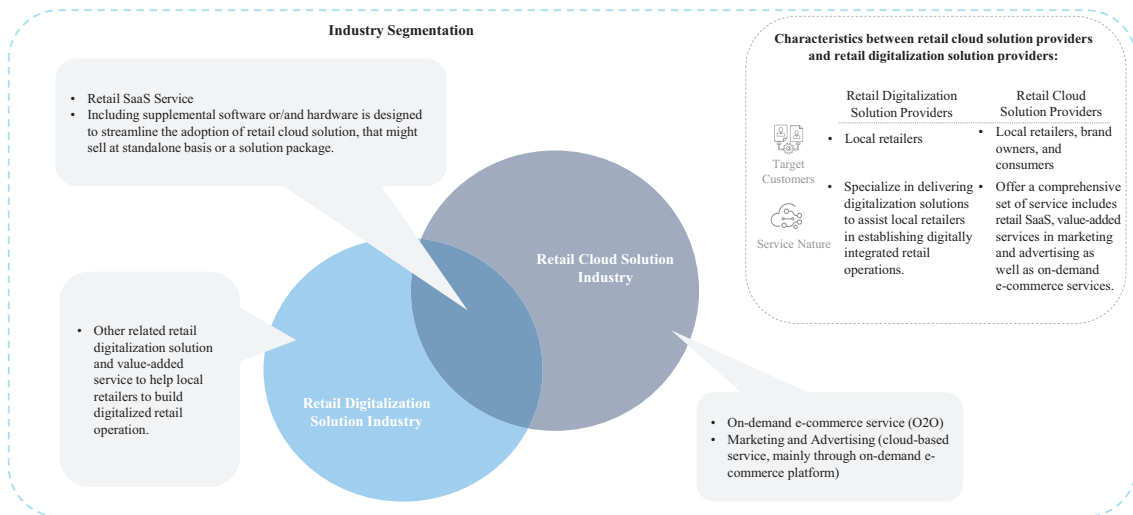 Industry Segmentation
• Retail SaaS Service
• Including supplemental software or/and hardware is designed
to streamline the adoption of retail cloud solution, that might
sell at standalone basis or a solution package.
Retail Cloud Solution
Industry
• Other related retail
digitalization solution
and value-added
service to help local
retailers to build
digitalized retail
operation.
Retail Digitalization
Solution Industry
• On-demand e-commerce service (O2O)
• Marketing and Advertising (cloud-based
service, mainly through on-demand e-
commerce platform)
Characteristics between retail cloud solution providers
and retail digitalization solution providers:
Retail Digitalization
Solution Providers
Retail Cloud
Solution Providers
Target
Customers
• Local retailers
• Local retailers, brand
owners, and
consumers
Service Nature
• Specialize in delivering
digitalization solutions
to assist local retailers
in establishing digitally
integrated retail
operations.
• Offer a comprehensive
set of service includes
retail SaaS, value-added
services in marketing
and advertising as
well as on-demand
e-commerce services.